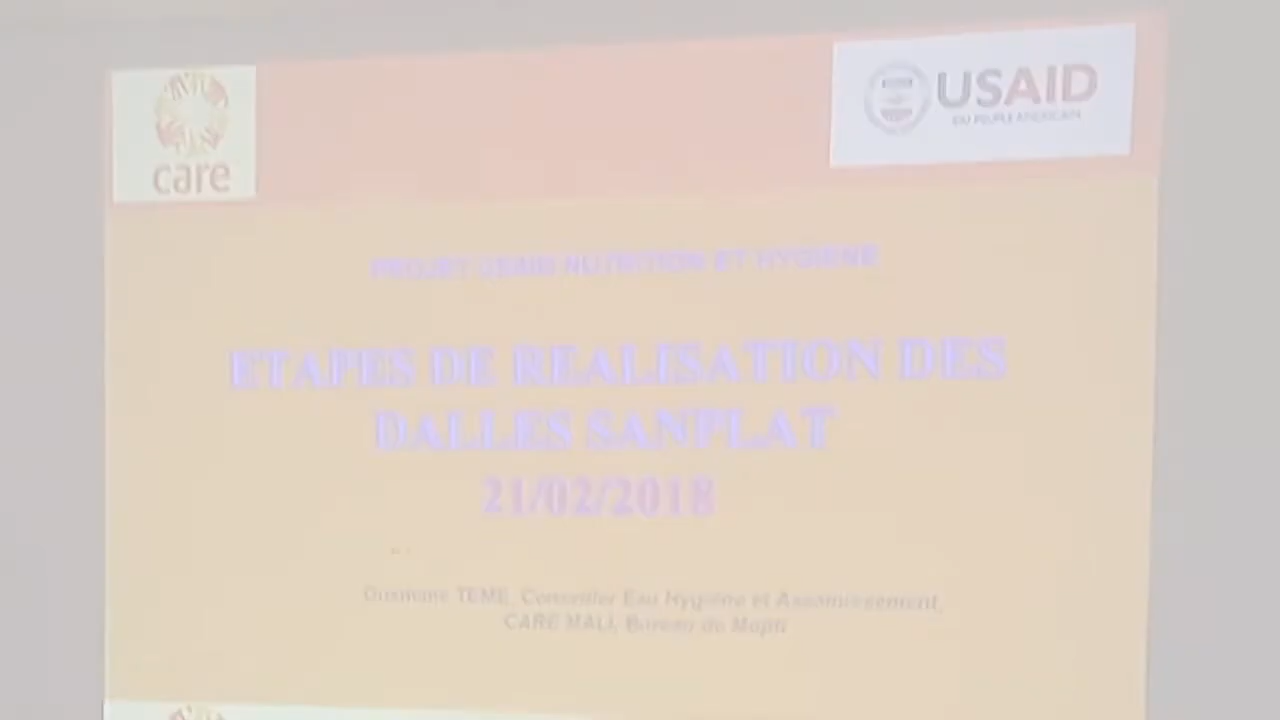 care
USAID
DU PEUPLE AMERICAIN
PROJET USAID NUTRITION ET HYGIENE
ETAPES DE REALISATION DES
DALLES SANPLAT
21/02/2018
Ousmane TEME, Conseiller Eau Hygiène et Assainissement,
CARE MALI, Bureau de Mopti